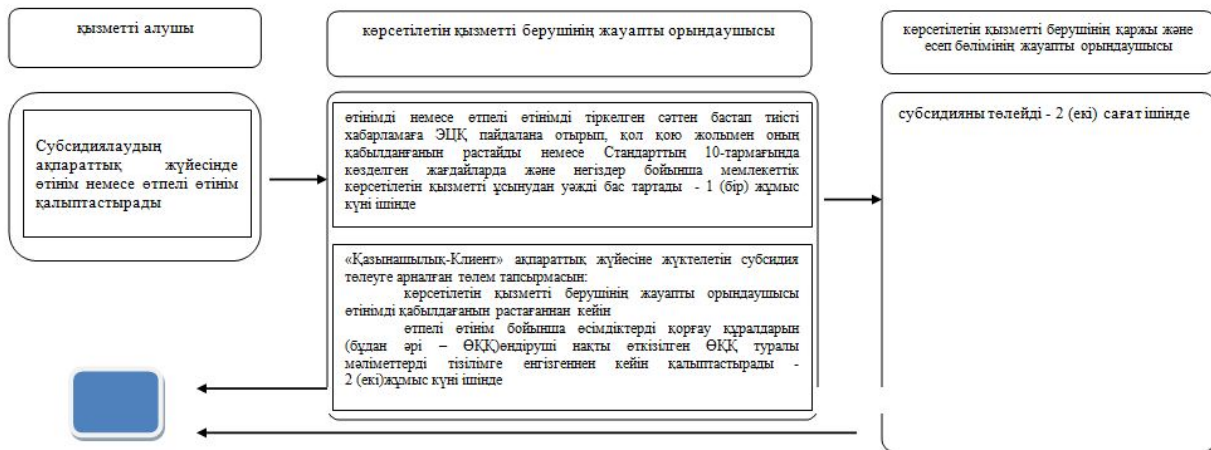 қызметті алушы
көрсетілетін қызметті берушінің жауапты орындаушысы
көрсетілетін қызметті берушінің қаржы және
есеп бөлімінің жауапты орындаушысы
Субсидиялаудың
ақпараттық жүйесінде
өтінім немесе өтпелі өтінім
қалыптастырады
өтінімді немесе өтпелі өтінімді тіркелген сәттен бастап тиісті
хабарламаға ЭЦҚ пайдалана отырып, қол қою жолымен оның
қабылданғанын растайды немесе Стандарттың 10-тармағында
көзделген жағдайларда және негіздер бойынша мемлекеттік
көрсетілетін қызметті ұсынудан уәжді бас тартады - 1 (бір) жұмыс
күні ішінде
«Қазынашылық-Клиент» ақпараттық жүйесіне жүктелетін субсидия
төлеуге арналған төлем тапсырмасын:
көрсетілетін қызметті берушінің жауапты орындаушысы
өтінімді қабылдағанын растағаннан кейін
өтпелі өтінім бойынша өсімдіктерді қорғау құралдарын
(бұдан әрі – ӨҚҚ)өндіруші нақты өткізілген ӨҚҚ туралы
мәліметтерді тізілімге енгізгеннен кейін қалыптастырады -
2 (екі)жұмыс күні ішінде
субсидияны төлейді - 2 (екі) сағат ішінде